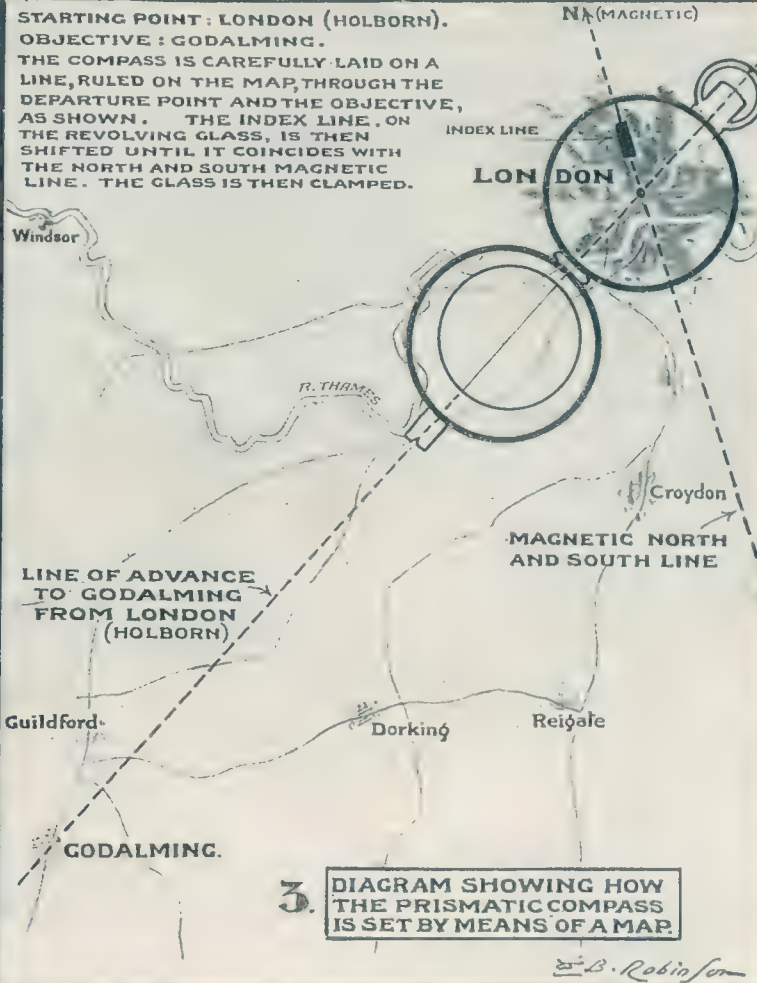 STARTING POINT: LONDON (HOLBORN).
OBJECTIVE: GODALMING.
THE COMPASS IS CAREFULLY LAID ON A
LINE, RULED ON THE MAP, THROUGH THE
DEPARTURE POINT AND THE OBJECTIVE,
AS SHOWN. THE INDEX LINE, ON
THE REVOLVING GLASS, IS THEN
SHIFTED UNTIL IT COINCIDES WITH
THE NORTH AND SOUTH MAGNETIC
LINE. THE GLASS IS THEN CLAMPED.
N (MAGNETIC)
INDEX LINE
LONDON
Windsor
R. THAMES
Croydon
MAGNETIC NORTH
AND SOUTH LINE
LINE OF ADVANCE
TO GODALMING
FROM LONDON
(HOLBORN)
Guildford
Dorking
Reigate
GODALMING.
3.
DIAGRAM SHOWING HOW
THE PRISMATIC COMPASS
IS SET BY MEANS OF A MAP.
B. Robinson